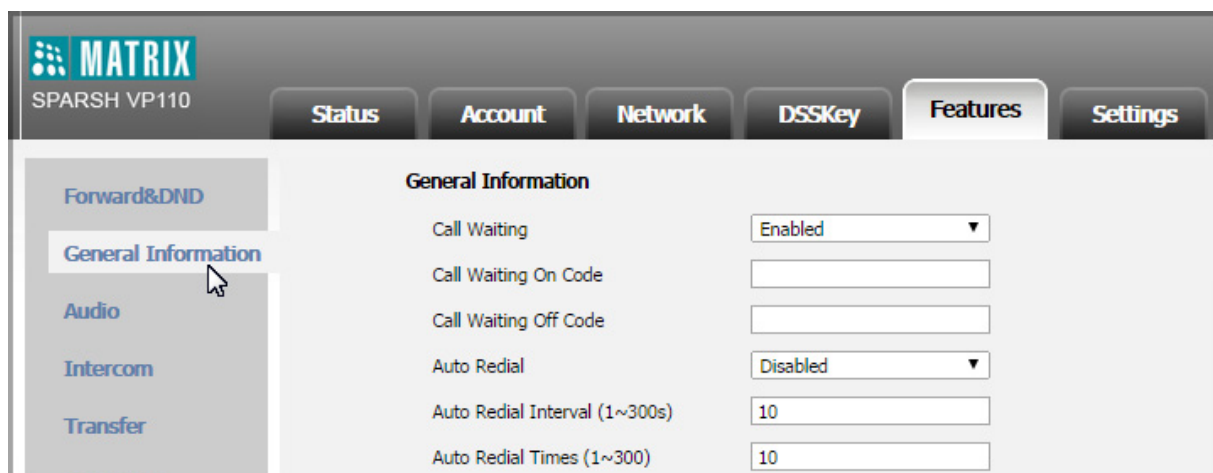 MATRIX
SPARSH VP110
Status Account Network DSSKey Features Settings
Forward&DND
General Information
Audio
Intercom
Transfer
General Information
Call Waiting Enabled
Call Waiting On Code
Call Waiting Off Code
Auto Redial Disabled
Auto Redial Interval (1~300s) 10
Auto Redial Times (1~300) 10